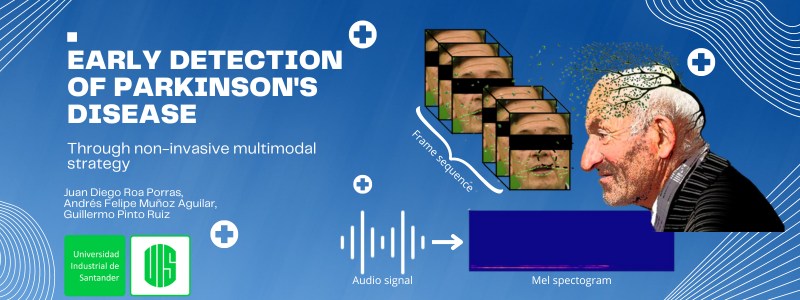 EARLY DETECTION
OF PARKINSON'S
DISEASE
Through non-invasive multimodal
strategy
Juan Diego Roa Porras,
Andrés Felipe Muñoz Aguilar,
Guillermo Pinto Ruiz
Universidad
Industrial de
Santander
UIS
Frame sequence
Audio signal
Mel spectogram